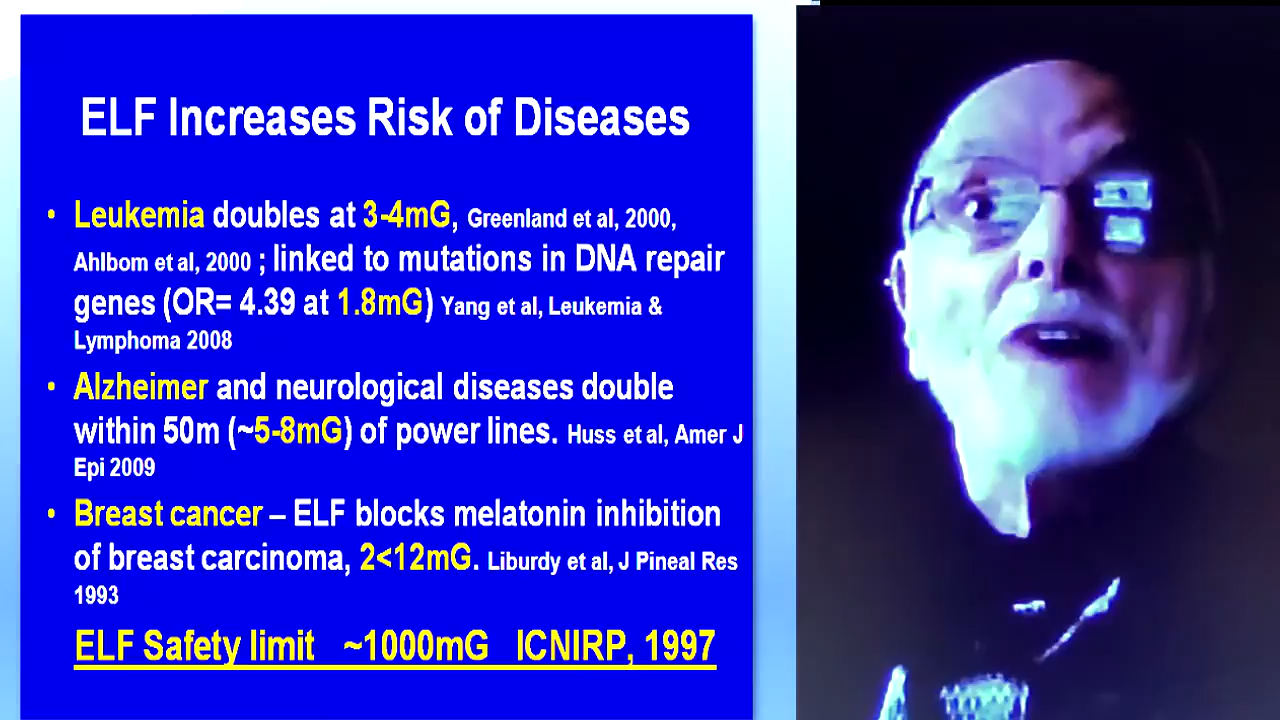 ELF Increases Risk of Diseases
• Leukemia doubles at 3-4mG, Greenland et al, 2000,
Ahlbom et al, 2000 ; linked to mutations in DNA repair
genes (OR= 4.39 at 1.8mG) Yang et al, Leukemia &
Lymphoma 2008
• Alzheimer and neurological diseases double
within 50m (~5-8mG) of power lines. Huss et al, Amer J
Epi 2009
• Breast cancer – ELF blocks melatonin inhibition
of breast carcinoma, 2<12mG. Liburdy et al, J Pineal Res
1993
ELF Safety limit ~1000mG ICNIRP, 1997